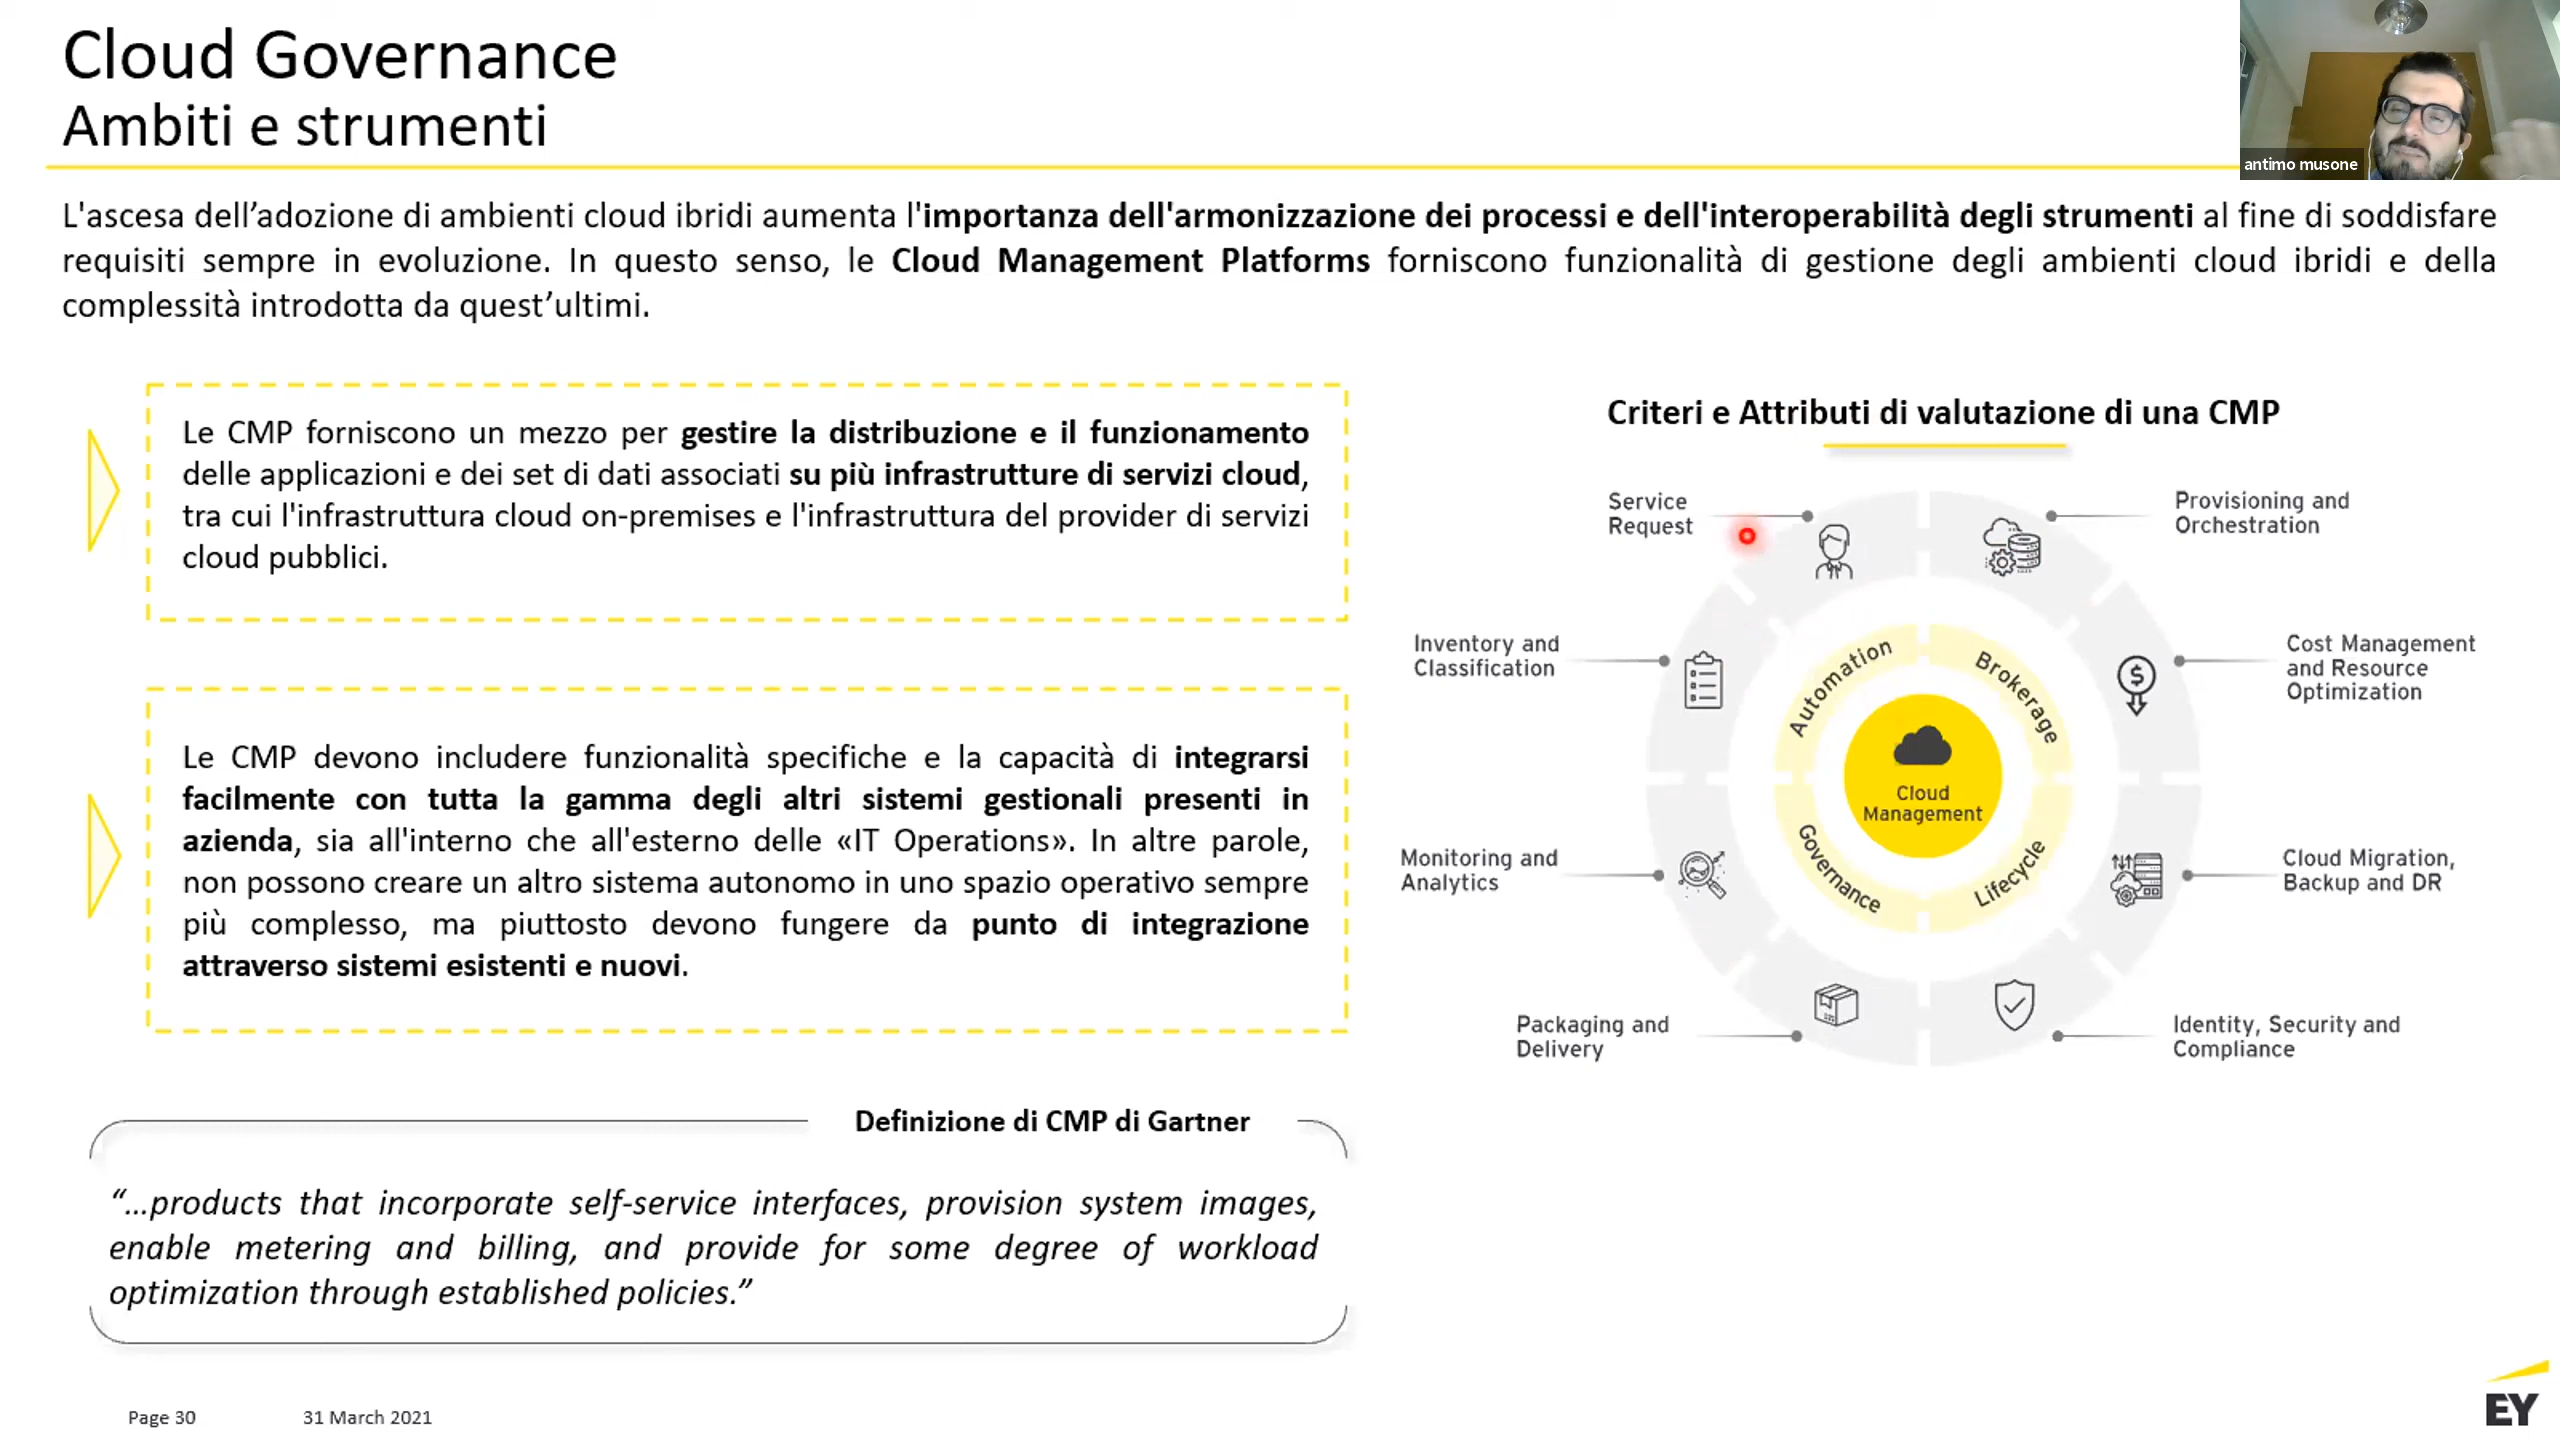 Cloud Governance
Ambiti e strumenti
antimo musone
L'ascesa dell’adozione di ambienti cloud ibridi aumenta l'importanza dell'armonizzazione dei processi e dell'interoperabilità degli strumenti al fine di soddisfare
requisiti sempre in evoluzione. In questo senso, le Cloud Management Platforms forniscono funzionalità di gestione degli ambienti cloud ibridi e della
complessità introdotta da quest’ultimi.
Le CMP forniscono un mezzo per gestire la distribuzione e il funzionamento
delle applicazioni e dei set di dati associati su più infrastrutture di servizi cloud,
tra cui l'infrastruttura cloud on-premises e l'infrastruttura del provider di servizi
cloud pubblici.
Le CMP devono includere funzionalità specifiche e la capacità di integrarsi
facilmente con tutta la gamma degli altri sistemi gestionali presenti in
azienda, sia all'interno che all'esterno delle «IT Operations». In altre parole,
non possono creare un altro sistema autonomo in uno spazio operativo sempre
più complesso, ma piuttosto devono fungere da punto di integrazione
attraverso sistemi esistenti e nuovi.
Definizione di CMP di Gartner
“…products that incorporate self-service interfaces, provision system images,
enable metering and billing, and provide for some degree of workload
optimization through established policies.”
Criteri e Attributi di valutazione di una CMP
Service
Request
Provisioning and
Orchestration
Inventory and
Classification
Cost Management
and Resource
Optimization
Automation
Brokerage
Cloud
Management
Governance
Lifecycle
Monitoring and
Analytics
Cloud Migration,
Backup and DR
Packaging and
Delivery
Identity, Security and
Compliance
Page 30
31 March 2021
EY